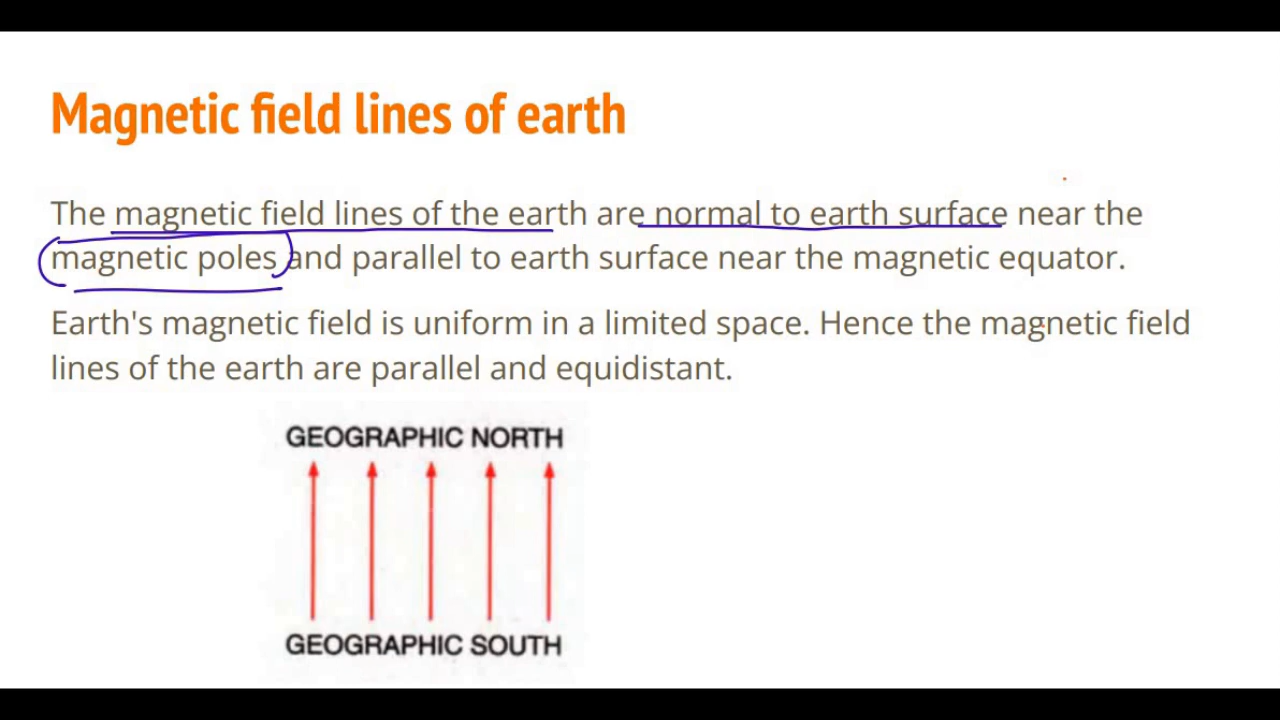 Magnetic field lines of earth
The magnetic field lines of the earth are normal to earth surface near the
magnetic poles and parallel to earth surface near the magnetic equator.
Earth's magnetic field is uniform in a limited space. Hence the magnetic field
lines of the earth are parallel and equidistant.
GEOGRAPHIC NORTH
GEOGRAPHIC SOUTH